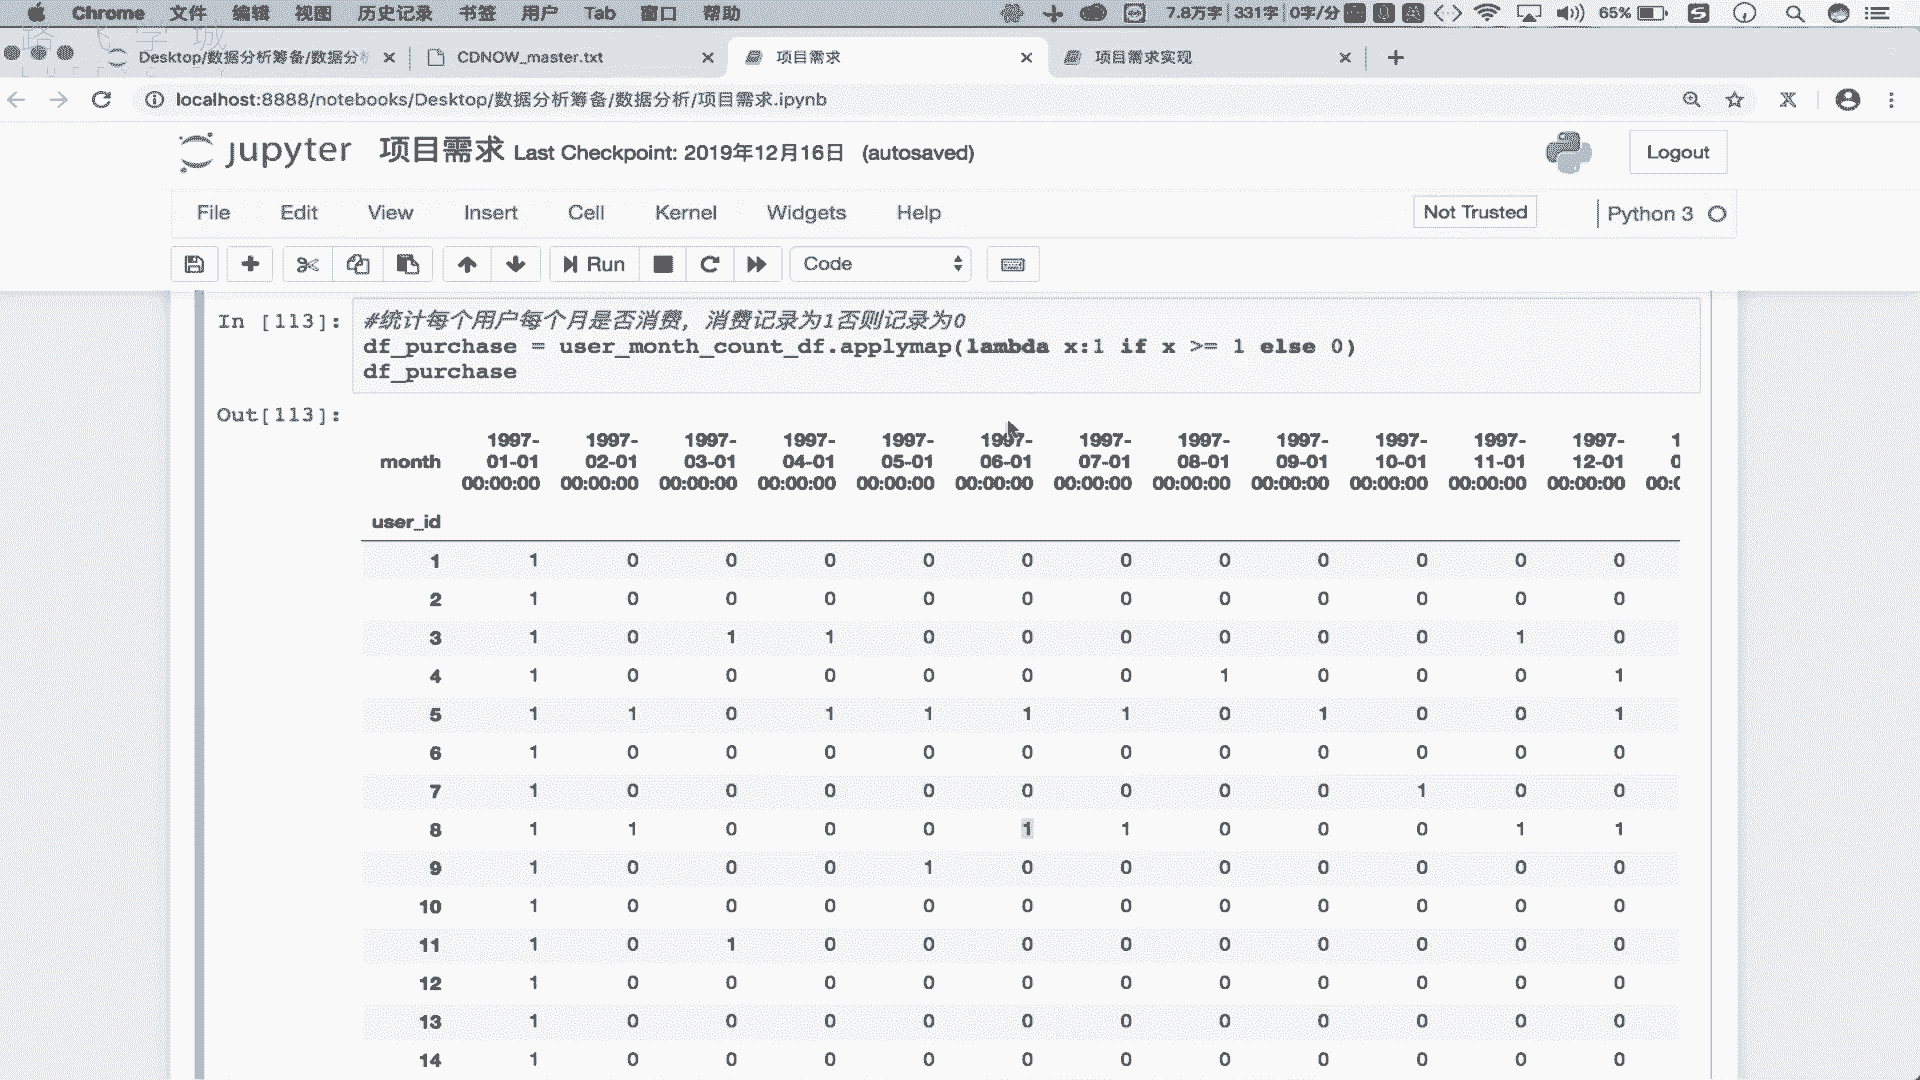 Chrome 文件 编辑 视图 历史记录 书签 用户 Tab 窗口 帮助 7.8万字 331字 0字/分 65%
Desktop/数据分析筹备/数据分 CDNOW_master.txt 项目需求 项目需求实现
localhost:8888/notebooks/Desktop/数据分析筹备/数据分析/项目需求.ipynb
jupyter 项目需求 Last Checkpoint: 2019年12月16日 (autosaved) Logout
File Edit View Insert Cell Kernel Widgets Help Not Trusted Python 3
Run Code
In [113]: #统计每个用户每个月是否消费，消费记录为1否则记录为0
df_purchase = user_month_count_df.applymap(lambda x:1 if x >= 1 else 0)
df_purchase
Out[113]:
1997- 1997- 1997- 1997- 1997- 1997- 1997- 1997- 1997- 1997- 1997- 1997- 1
month 01-01 02-01 03-01 04-01 05-01 06-01 07-01 08-01 09-01 10-01 11-01 12-01 0
00:00:00 00:00:00 00:00:00 00:00:00 00:00:00 00:00:00 00:00:00 00:00:00 00:00:00 00:00:00 00:00:00 00:00:00 00:(
user_id
1 1 0 0 0 0 0 0 0 0 0 0 0
2 1 0 0 0 0 0 0 0 0 0 0 0
3 1 0 1 1 0 0 0 0 0 0 1 0
4 1 0 0 0 0 0 0 1 0 0 0 1
5 1 1 0 1 1 1 1 0 1 0 0 1
6 1 0 0 0 0 0 0 0 0 0 0 0
7 1 0 0 0 0 0 0 0 0 1 0 0
8 1 1 0 0 0 1 1 0 0 0 1 1
9 1 0 0 0 1 0 0 0 0 0 0 0
10 1 0 0 0 0 0 0 0 0 0 0 0
11 1 0 1 0 0 0 0 0 0 0 0 0
12 1 0 0 0 0 0 0 0 0 0 0 0
13 1 0 0 0 0 0 0 0 0 0 0 0
14 1 0 0 0 0 0 0 0 0 0 0 0